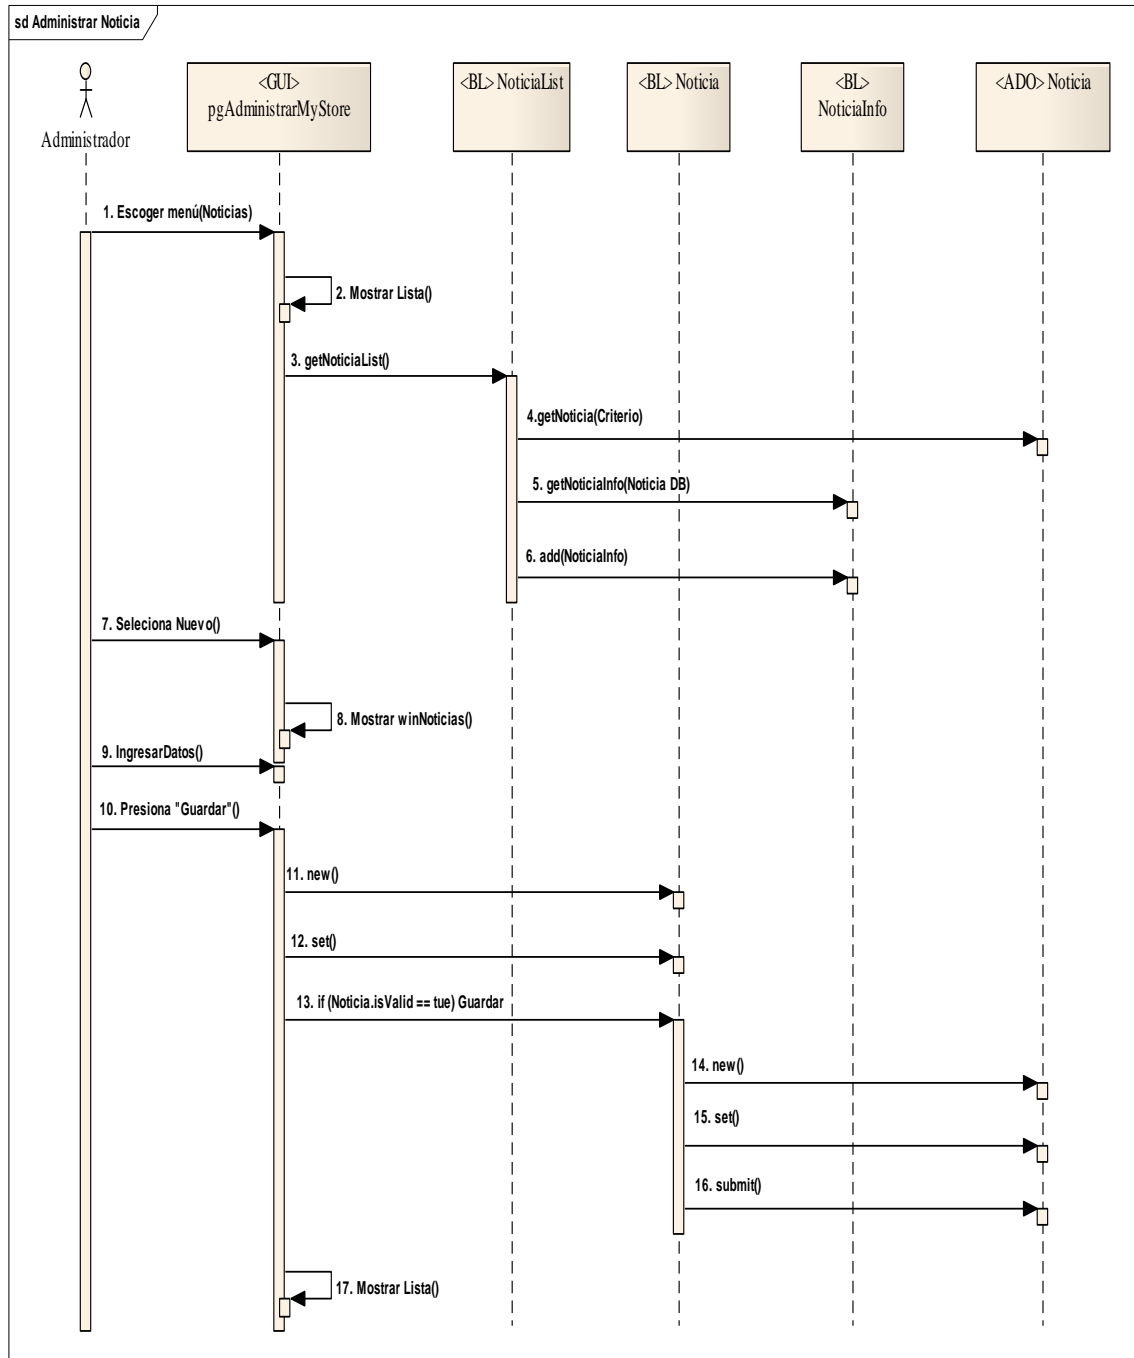 sd Administrar Noticia
Administrador
<GUI>
pgAdministrarMyStore
<BL> NoticiaList
<BL> Noticia
<BL>
NoticiaInfo
<ADO> Noticia
1. Escoger menú(Noticias)
2. Mostrar Lista()
3. getNoticiaList()
4.getNoticia(Criterio)
5. getNoticiaInfo(Noticia DB)
6. add(NoticiaInfo)
7. Seleciona Nuevo()
8. Mostrar winNoticias()
9. IngresarDatos()
10. Presiona "Guardar"()
11. new()
12. set()
13. if (Noticia.isValid == tue) Guardar
14. new()
15. set()
16. submit()
17. Mostrar Lista()